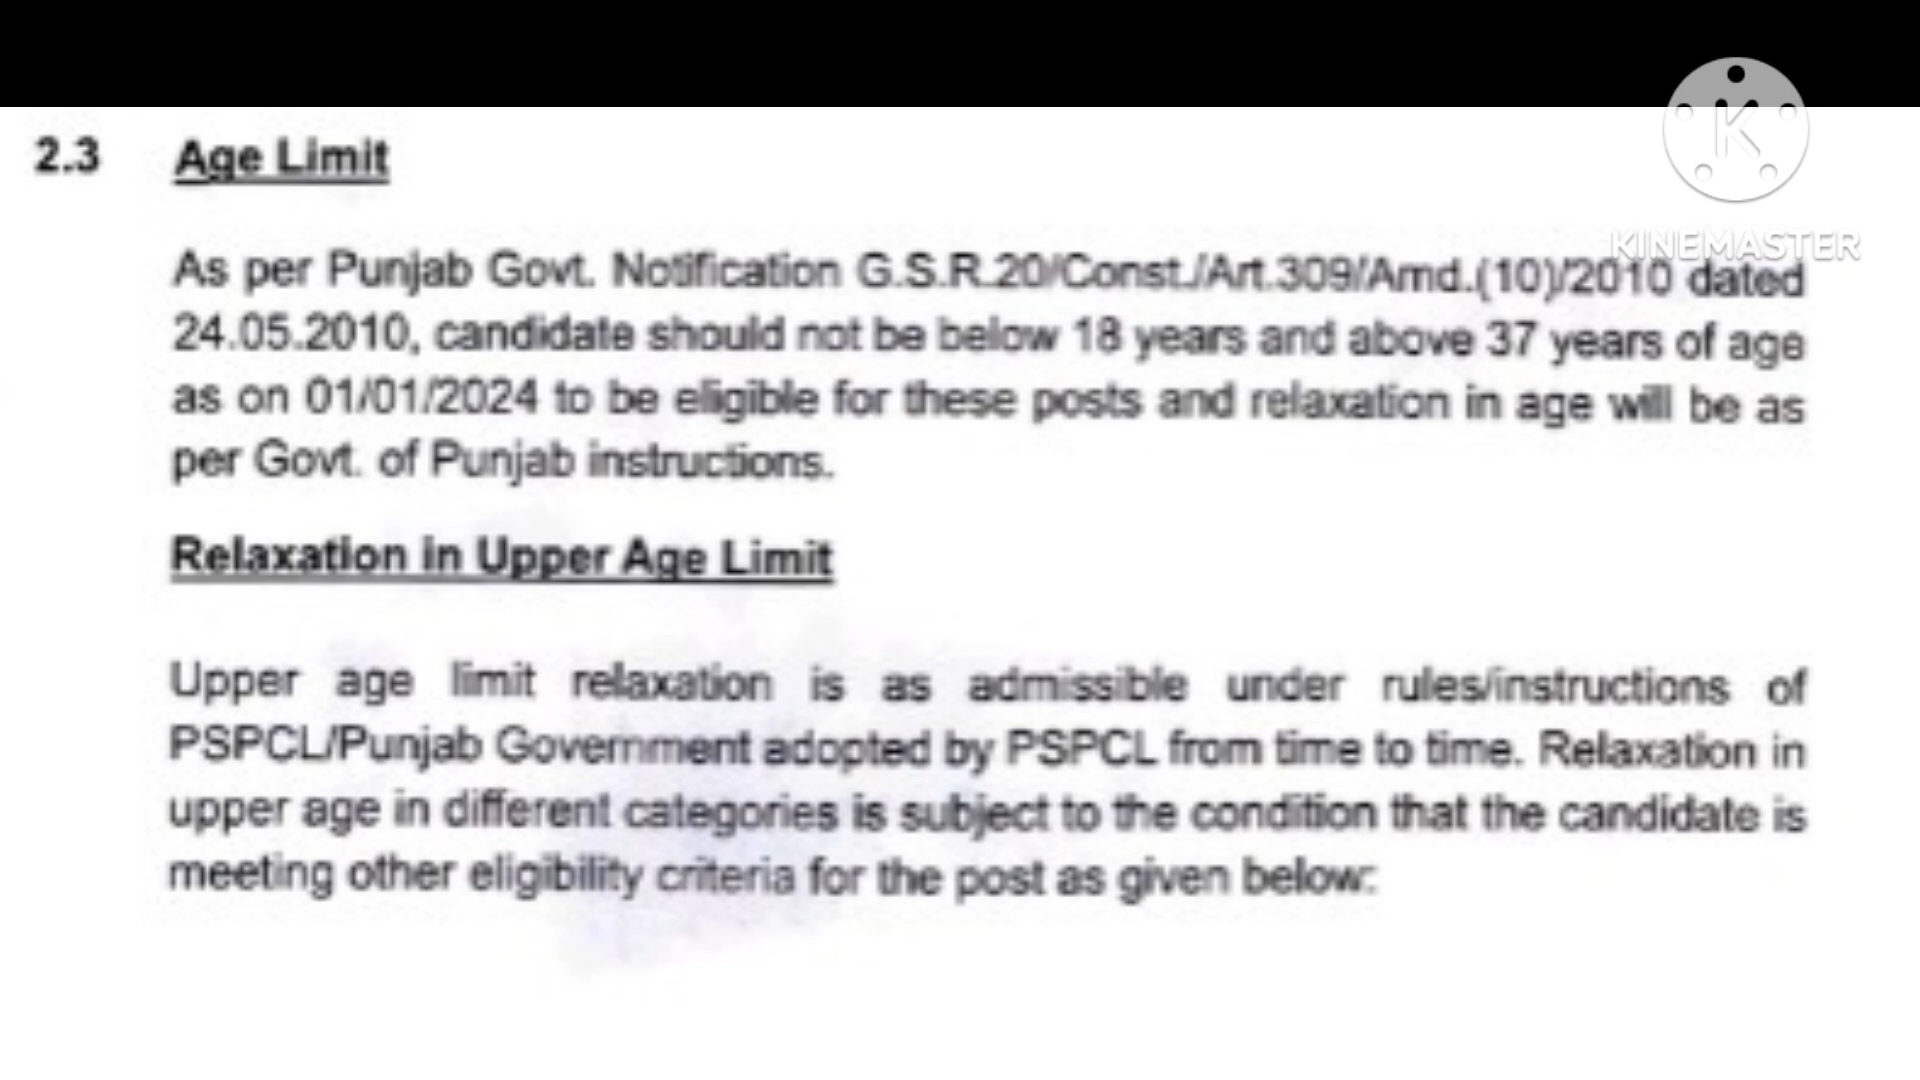 KINEMASTER
2.3 Age Limit
As per Punjab Govt. Notification G.S.R.20/Const./Art.309/Amd.(10)/2010 dated
24.05.2010, candidate should not be below 18 years and above 37 years of age
as on 01/01/2024 to be eligible for these posts and relaxation in age will be as
per Govt. of Punjab instructions.
Relaxation in Upper Age Limit
Upper age limit relaxation is as admissible under rules/instructions of
PSPCL/Punjab Government adopted by PSPCL from time to time. Relaxation in
upper age in different categories is subject to the condition that the candidate is
meeting other eligibility criteria for the post as given below: